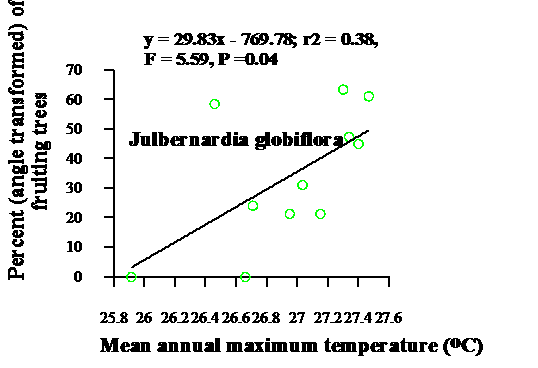 y = 29.83x - 769.78; r2 = 0.38,
F = 5.59, P =0.04
Percent (angle transformed) of
fruiting trees
70
60
50
40
30
20
10
0
Julbernardia globiflora
25.8 26 26.2 26.4 26.6 26.8 27 27.2 27.4 27.6
Mean annual maximum temperature (⁰C)